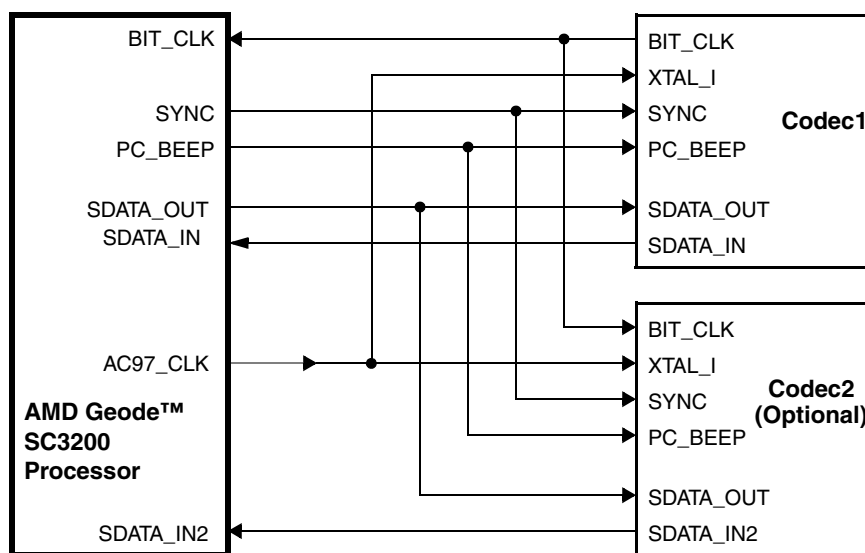 BIT_CLK
SYNC
PC_BEEP
SDATA_OUT
SDATA_IN
AC97_CLK
AMD Geode™
SC3200
Processor
SDATA_IN2
BIT_CLK
XTAL_I
SYNC
Codec1
PC_BEEP
SDATA_OUT
SDATA_IN
BIT_CLK
XTAL_I
SYNC
Codec2
(Optional)
PC_BEEP
SDATA_OUT
SDATA_IN2